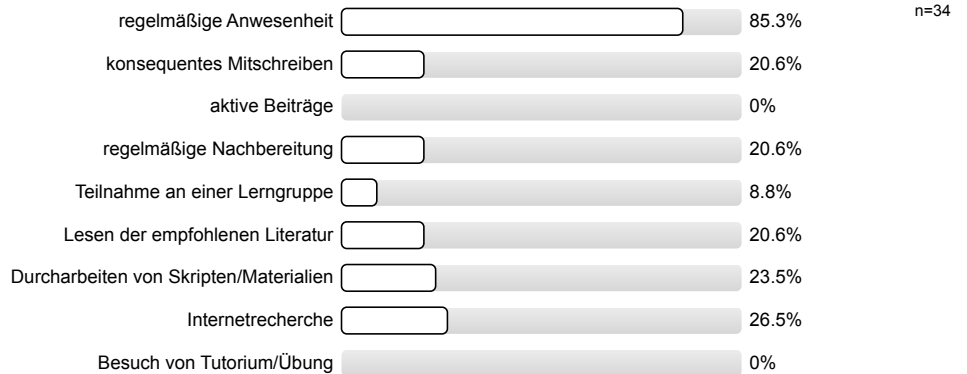 regelmäßige Anwesenheit 85.3% n=34
konsequentes Mitschreiben 20.6%
aktive Beiträge 0%
regelmäßige Nachbereitung 20.6%
Teilnahme an einer Lerngruppe 8.8%
Lesen der empfohlenen Literatur 20.6%
Durcharbeiten von Skripten/Materialien 23.5%
Internetrecherche 26.5%
Besuch von Tutorium/Übung 0%